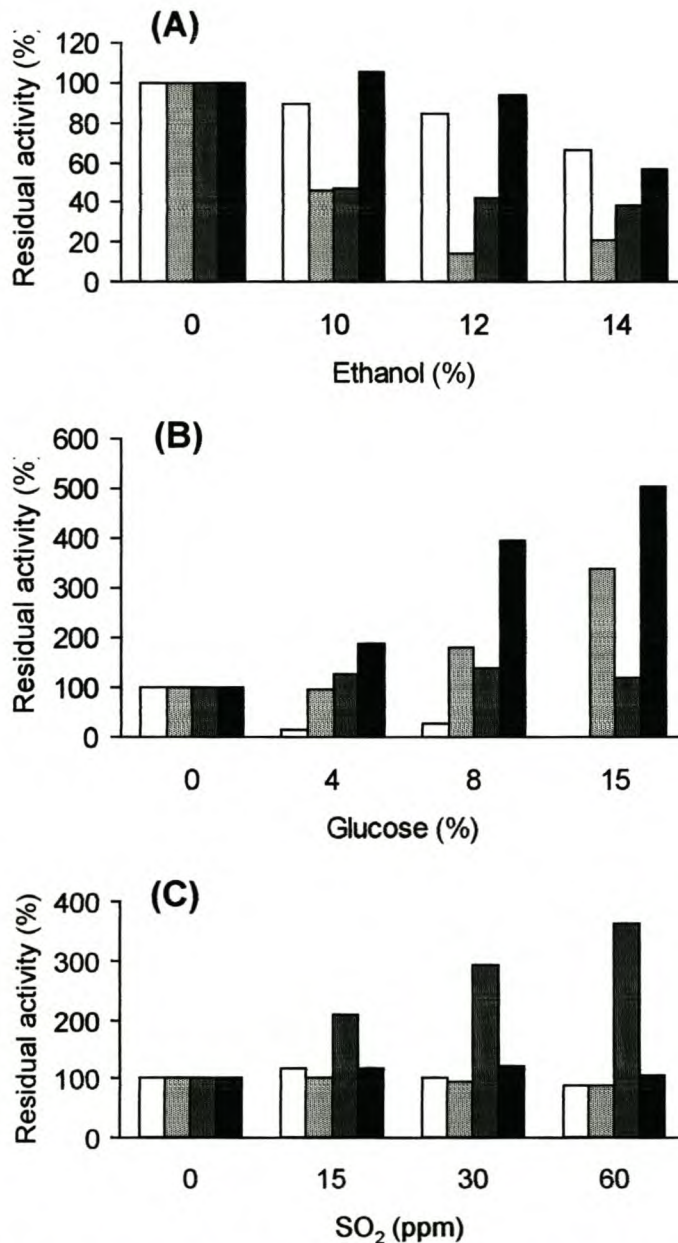 (A)
Residual activity (%)
120
100
80
60
40
20
0
0 10 12 14
Ethanol (%)
(B)
Residual activity (%)
600
500
400
300
200
100
0
0 4 8 15
Glucose (%)
(C)
Residual activity (%)
400
300
200
100
0
0 15 30 60
SO₂ (ppm)